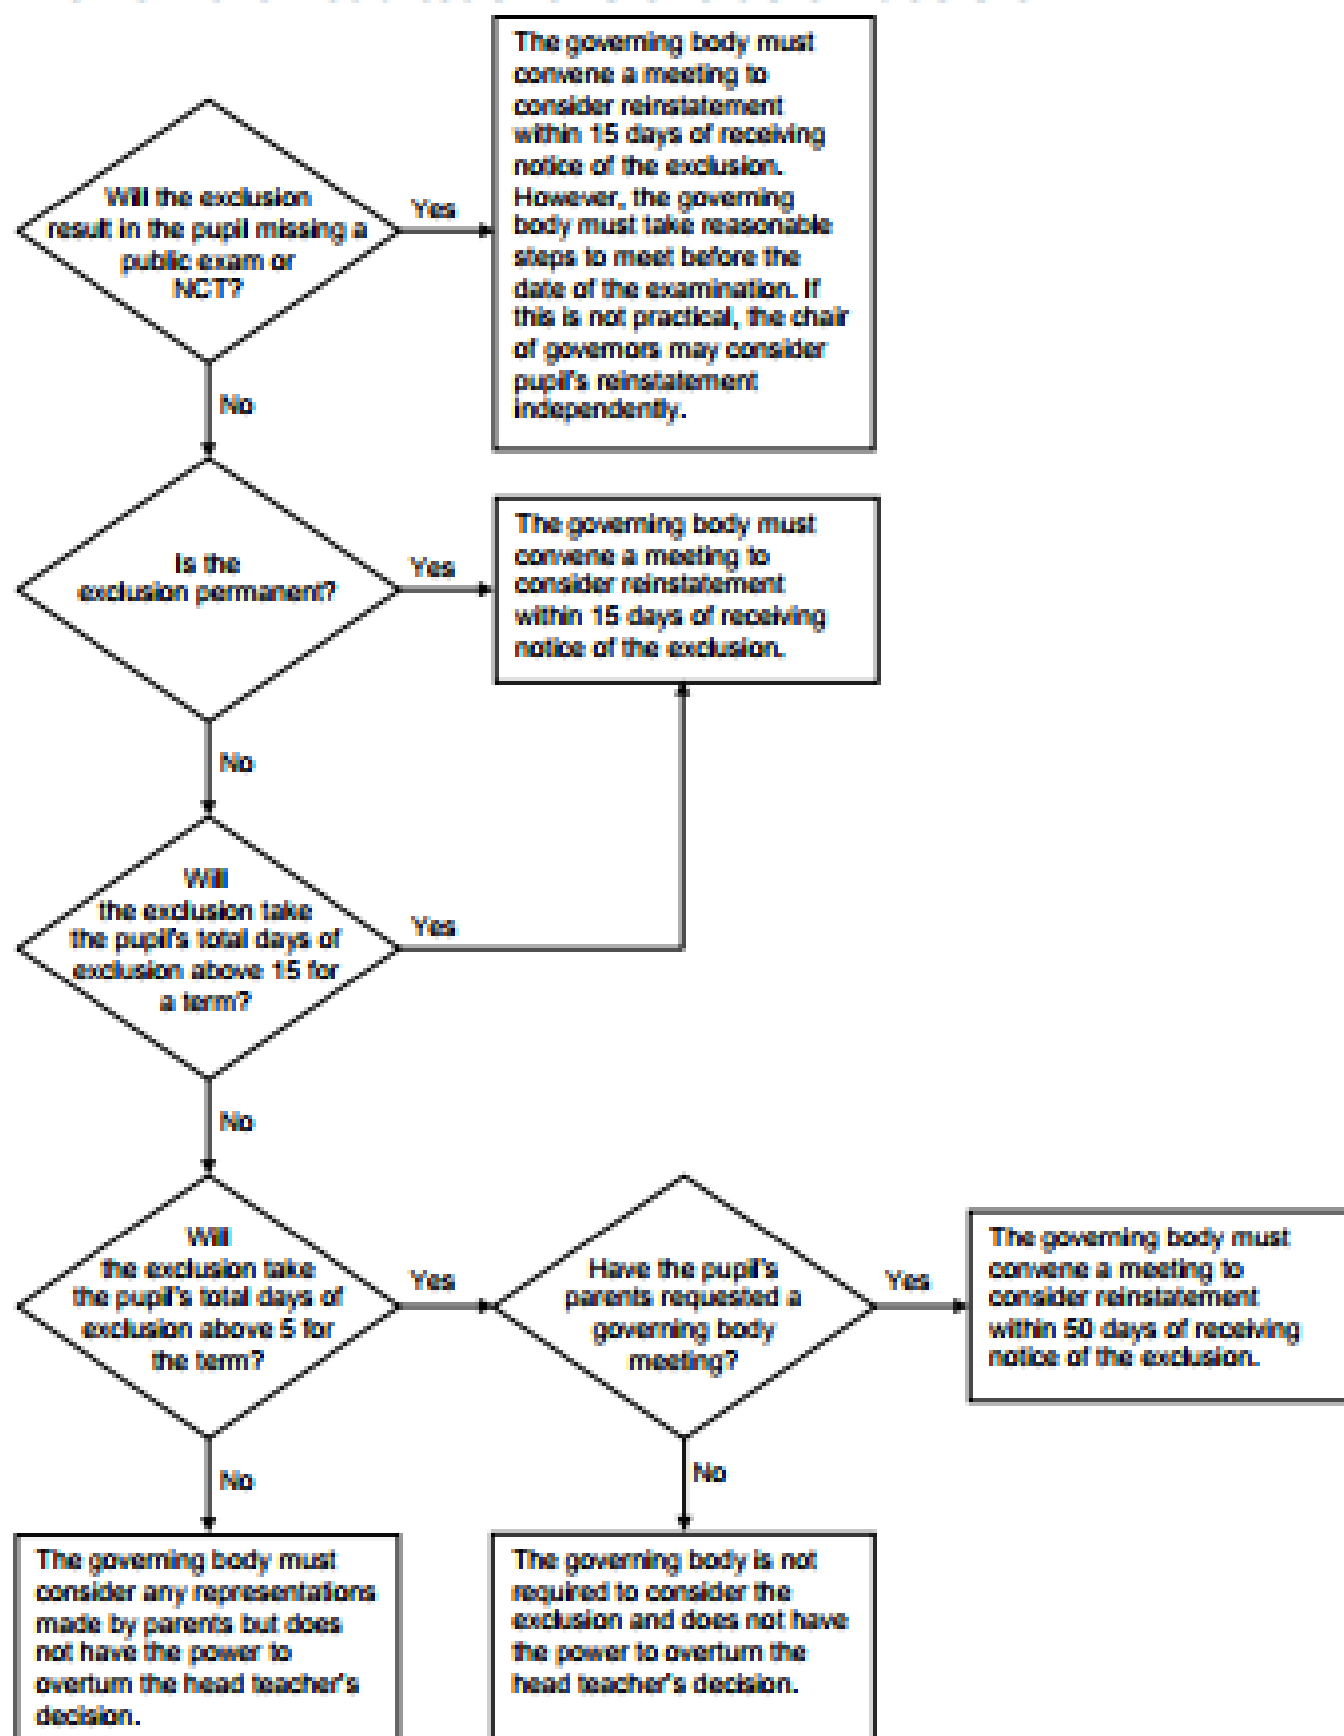 The governing body must
convene a meeting to
consider reinstatement
within 15 days of receiving
notice of the exclusion.
However, the governing
body must take reasonable
steps to meet before the
date of the examination. If
this is not practical, the chair
of governors may consider
pupil's reinstatement
independently.
Will the exclusion
result in the pupil missing a
public exam or
NCT?
Yes
No
Is the
exclusion permanent?
Yes
The governing body must
convene a meeting to
consider reinstatement
within 15 days of receiving
notice of the exclusion.
No
Will
the exclusion take
the pupil's total days of
exclusion above 15 for
a term?
Yes
No
Will
the exclusion take
the pupil's total days of
exclusion above 5 for
the term?
Yes
Have the pupil's
parents requested a
governing body
meeting?
Yes
The governing body must
convene a meeting to
consider reinstatement
within 50 days of receiving
notice of the exclusion.
No
No
The governing body must
consider any representations
made by parents but does
not have the power to
overturn the head teacher's
decision.
The governing body is not
required to consider the
exclusion and does not have
the power to overturn the
head teacher's decision.